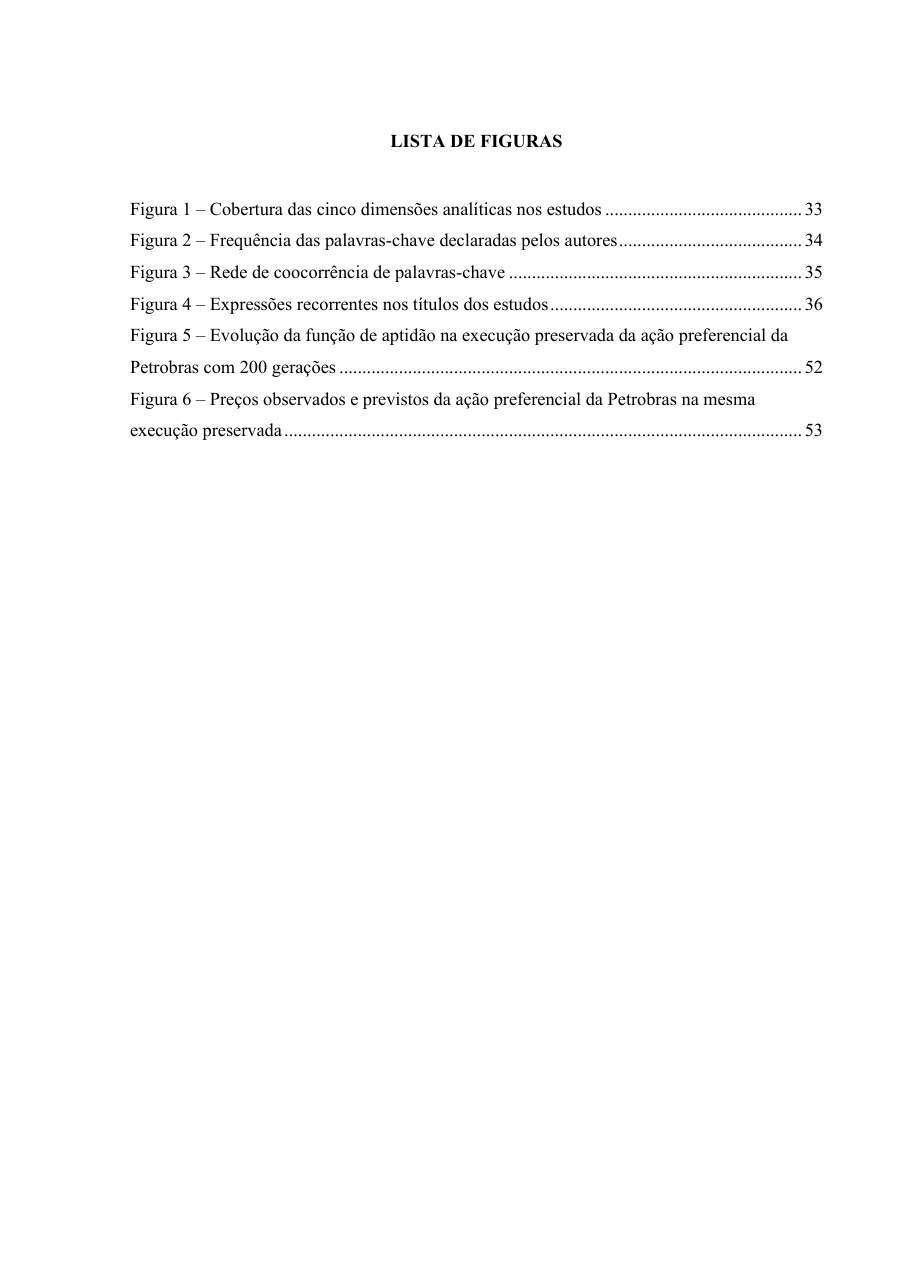 LISTA DE FIGURAS
Figura 1 – Cobertura das cinco dimensões analíticas nos estudos ........................................... 33
Figura 2 – Frequência das palavras-chave declaradas pelos autores........................................ 34
Figura 3 – Rede de coocorrência de palavras-chave ................................................................ 35
Figura 4 – Expressões recorrentes nos títulos dos estudos....................................................... 36
Figura 5 – Evolução da função de aptidão na execução preservada da ação preferencial da
Petrobras com 200 gerações ..................................................................................................... 52
Figura 6 – Preços observados e previstos da ação preferencial da Petrobras na mesma
execução preservada................................................................................................................. 53